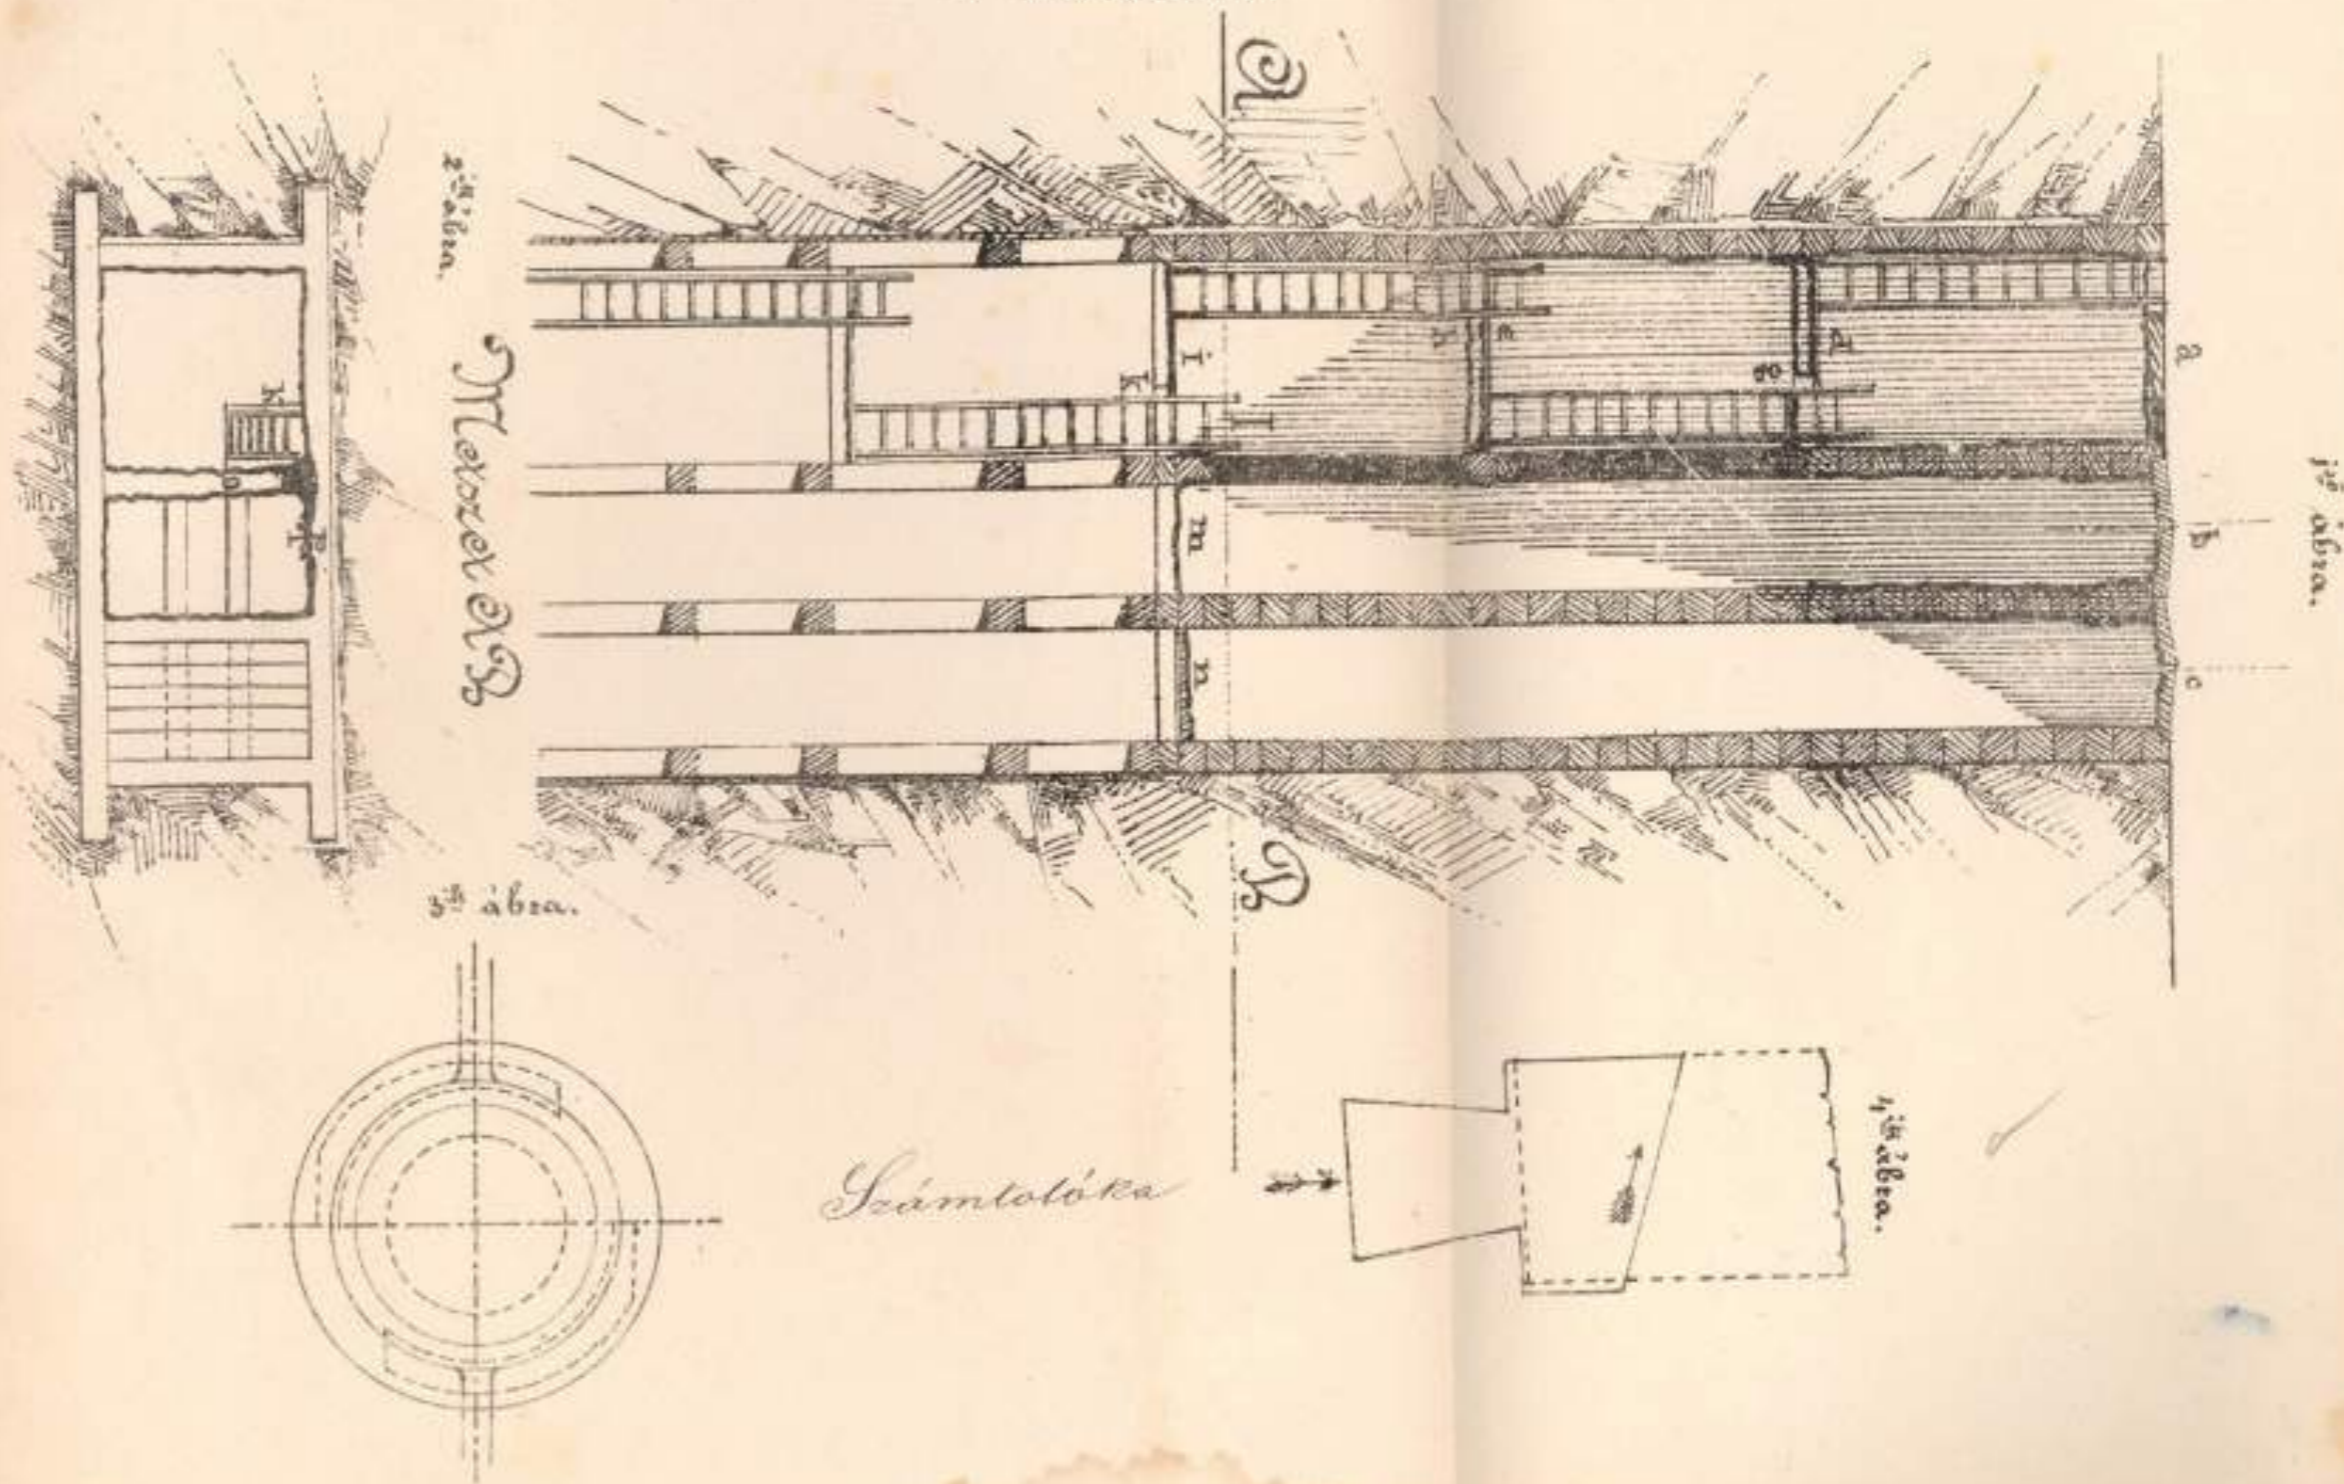 A
2ik ábra.
Metszet AB
a
b
c
d
g
e
h
i
k
l
m
n
K
P
1ső ábra.
B
3ik ábra.
4ik ábra.
Számtolóka